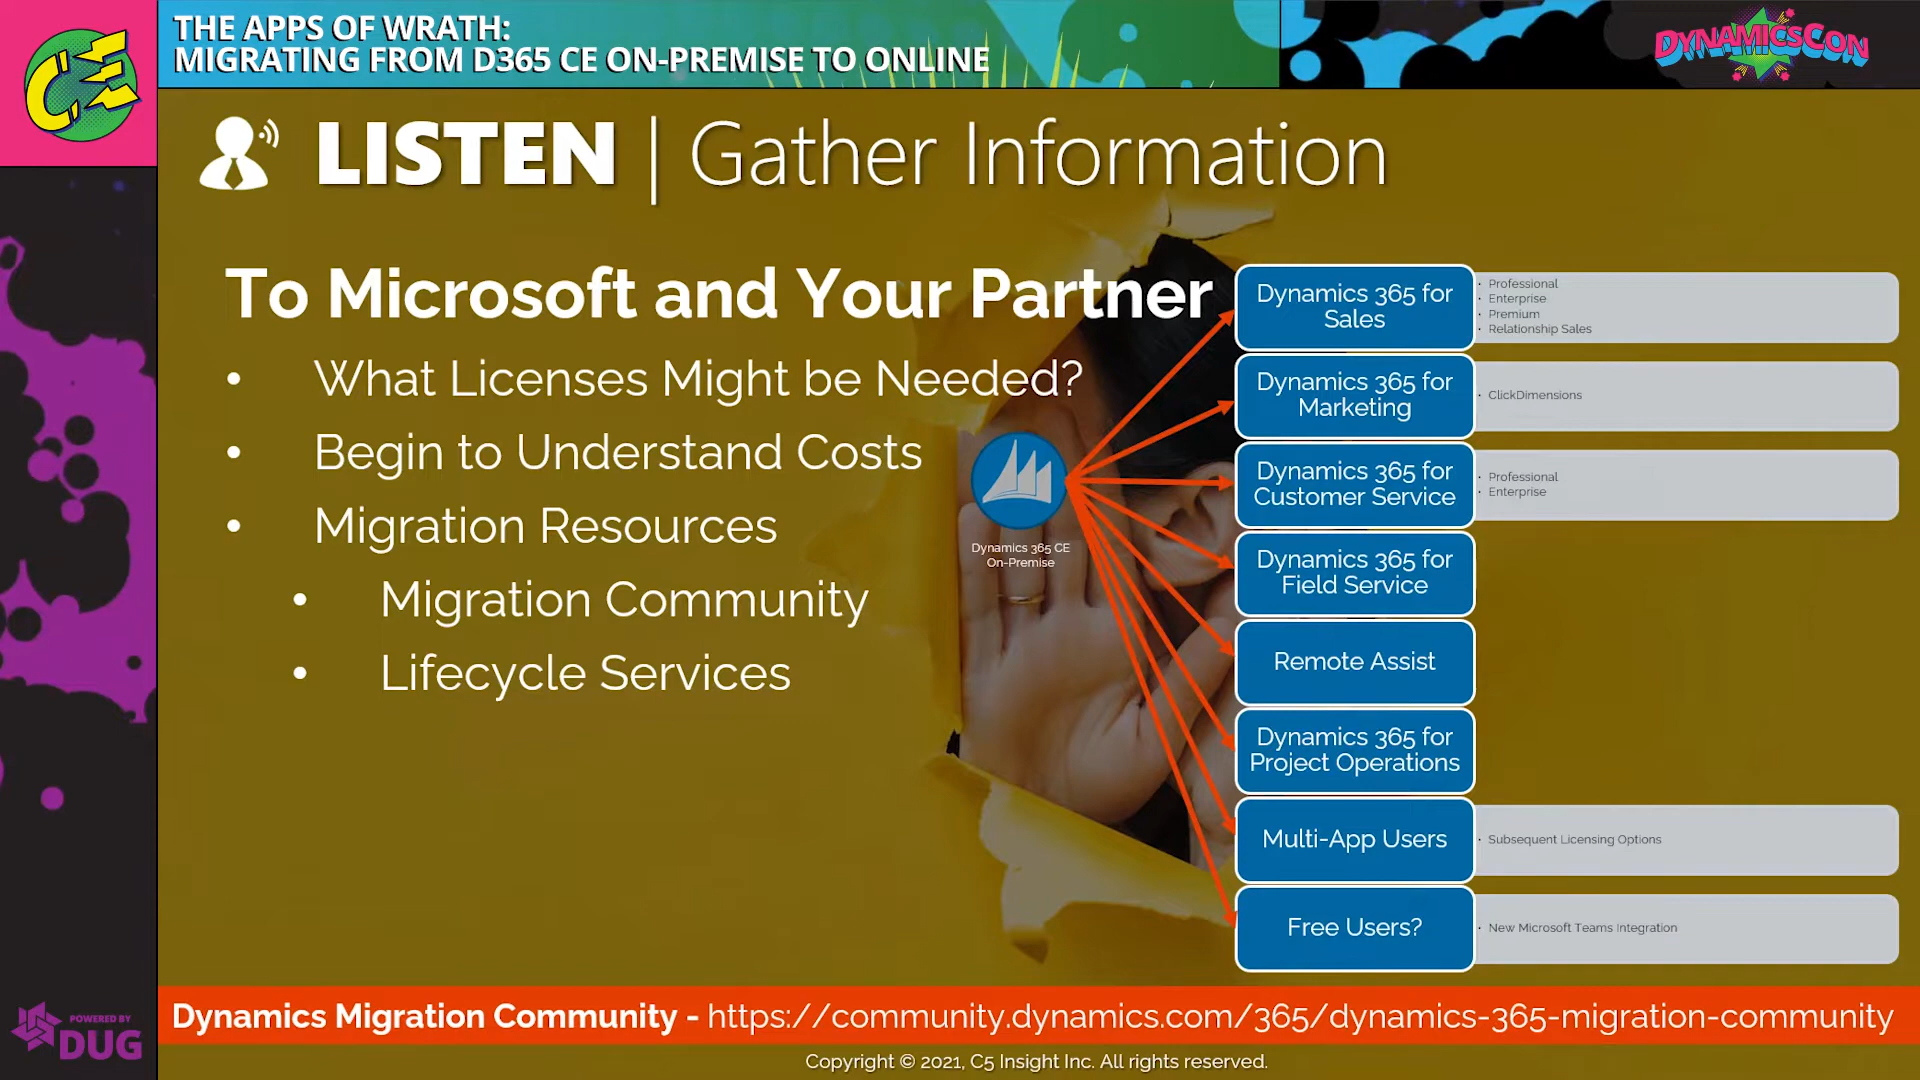 CE
THE APPS OF WRATH:
MIGRATING FROM D365 CE ON-PREMISE TO ONLINE
DYNAMICSCON
LISTEN | Gather Information
To Microsoft and Your Partner
• What Licenses Might be Needed?
• Begin to Understand Costs
• Migration Resources
• Migration Community
• Lifecycle Services
Dynamics 365 CE
On-Premise
Dynamics 365 for
Sales
· Professional
· Enterprise
· Premium
· Relationship Sales
Dynamics 365 for
Marketing
· ClickDimensions
Dynamics 365 for
Customer Service
· Professional
· Enterprise
Dynamics 365 for
Field Service
Remote Assist
Dynamics 365 for
Project Operations
Multi-App Users
· Subsequent Licensing Options
Free Users?
· New Microsoft Teams Integration
Dynamics Migration Community - https://community.dynamics.com/365/dynamics-365-migration-community
POWERED BY
DUG
Copyright © 2021, C5 Insight Inc. All rights reserved.